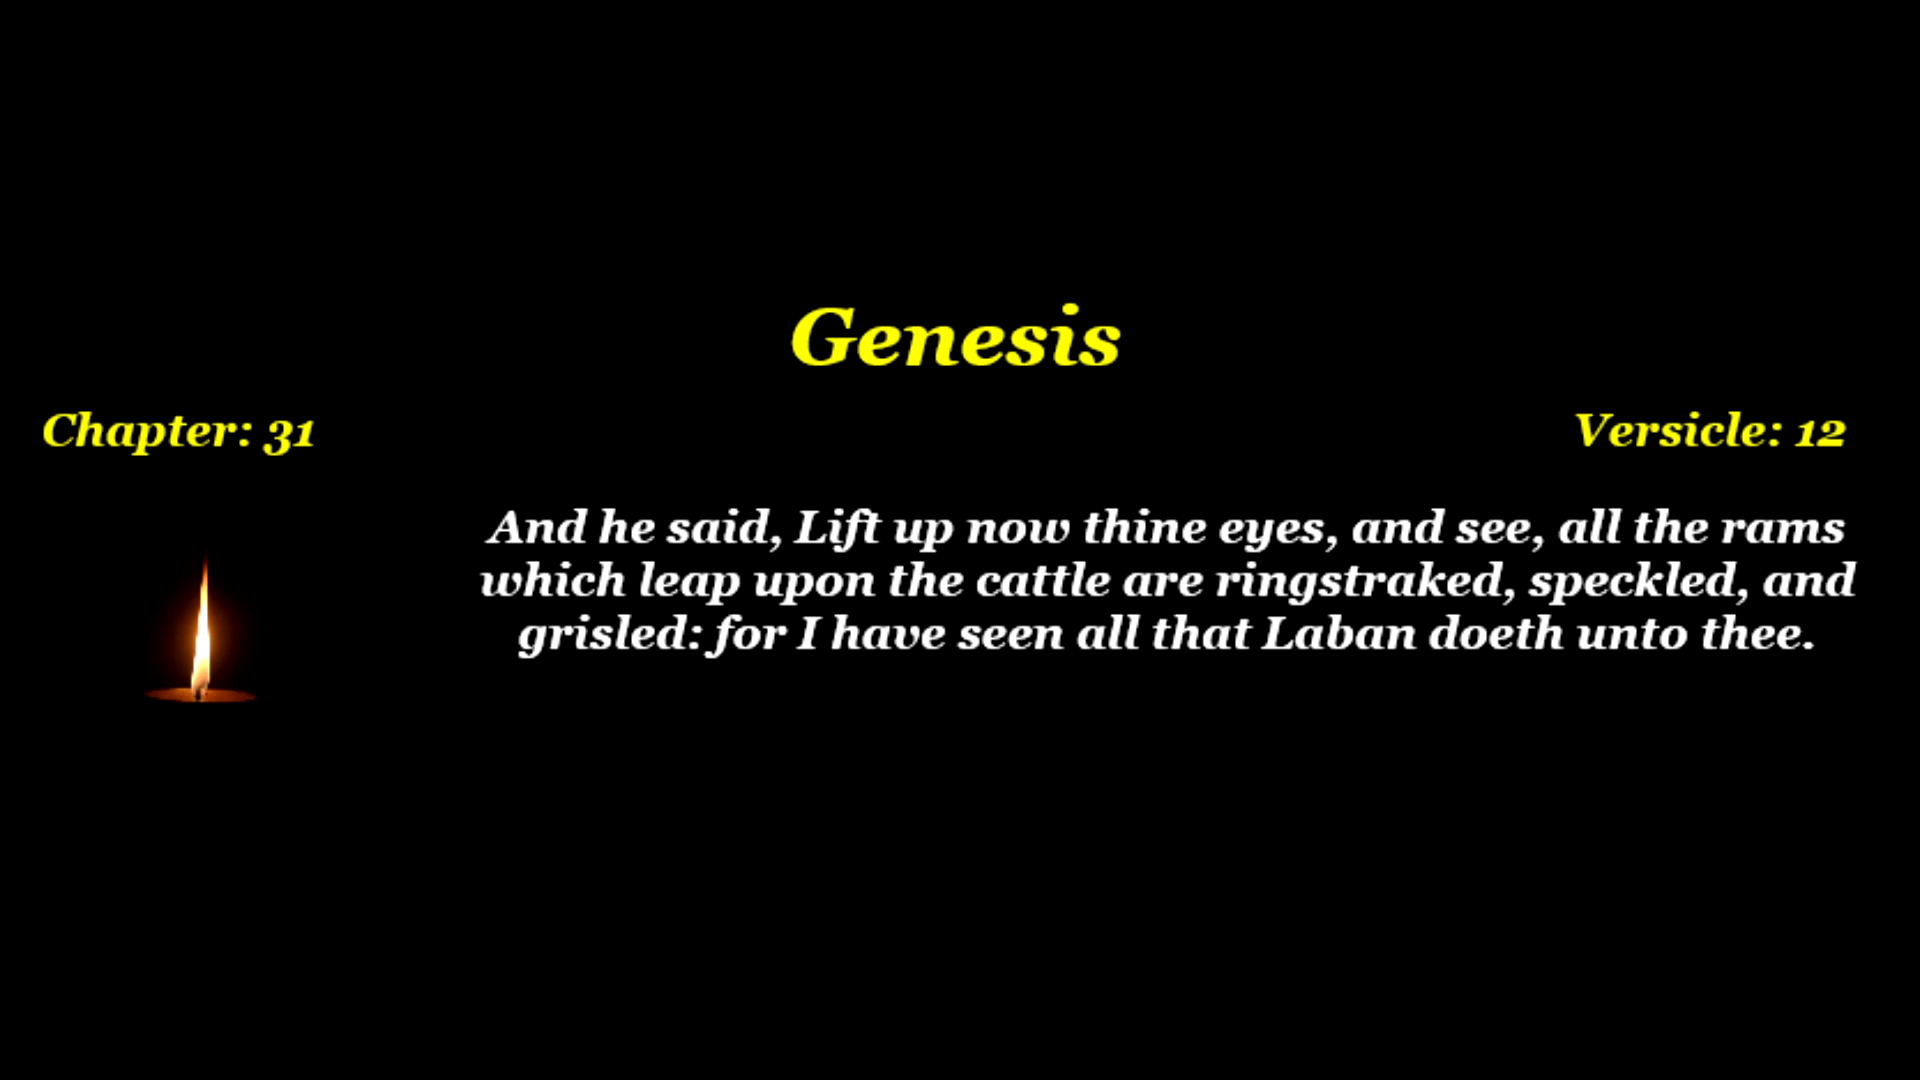 Genesis
Chapter: 31
Versicle: 12
And he said, Lift up now thine eyes, and see, all the rams
which leap upon the cattle are ringstraked, speckled, and
grisled: for I have seen all that Laban doeth unto thee.